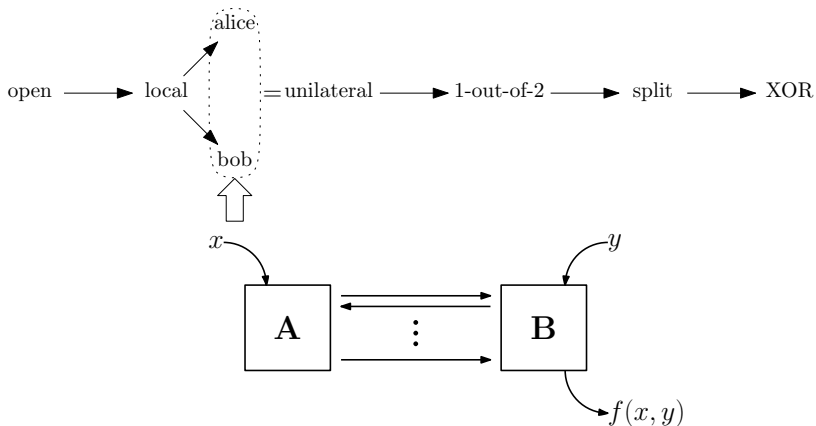 alice
open local = unilateral 1-out-of-2 split XOR
bob
x y
A B
f(x, y)